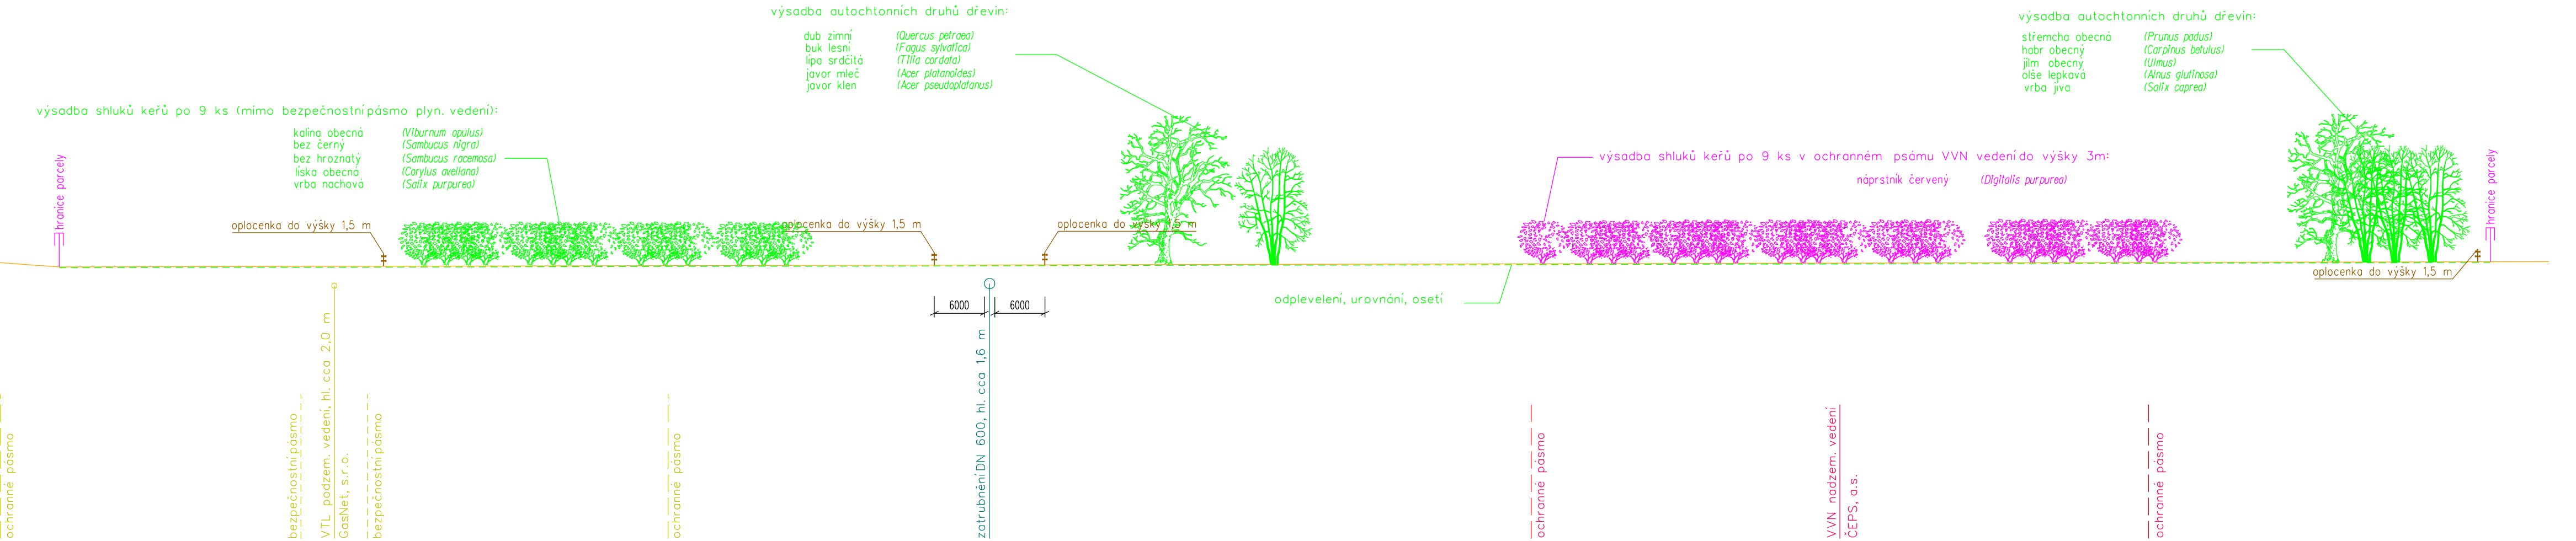 výsadba autochtonních druhů dřevin:
dub zimní (Quercus petraea)
buk lesní (Fagus sylvatica)
lípa srdčitá (Tilia cordata)
javor mleč (Acer platanoides)
javor klen (Acer pseudoplatanus)
výsadba autochtonních druhů dřevin:
střemcha obecná (Prunus padus)
habr obecný (Carpinus betulus)
jilm obecný (Ulmus)
olše lepkavá (Alnus glutinosa)
vrba jíva (Salix caprea)
výsadba shluků keřů po 9 ks (mimo bezpečnostní pásmo plyn. vedení):
kalina obecná (Viburnum opulus)
bez černý (Sambucus nigra)
bez hroznatý (Sambucus racemosa)
líska obecná (Corylus avellana)
vrba nachová (Salix purpurea)
výsadba shluků keřů po 9 ks v ochranném psámu VVN vedení do výšky 3m:
náprstník červený (Digitalis purpurea)
hranice parcely
hranice parcely
oplocenka do výšky 1,5 m
oplocenka do výšky 1,5 m
oplocenka do výšky 1,5 m
oplocenka do výšky 1,5 m
odplevelení, urovnání, osetí
6000
6000
ochranné pásmo
bezpečnostní pásmo
VTL podzem. vedení, hl. cca 2,0 m
GasNet, s.r.o.
bezpečnostní pásmo
ochranné pásmo
zatrubnění DN 600, hl. cca 1,6 m
ochranné pásmo
VVN nadzem. vedení
ČEPS, a.s.
ochranné pásmo